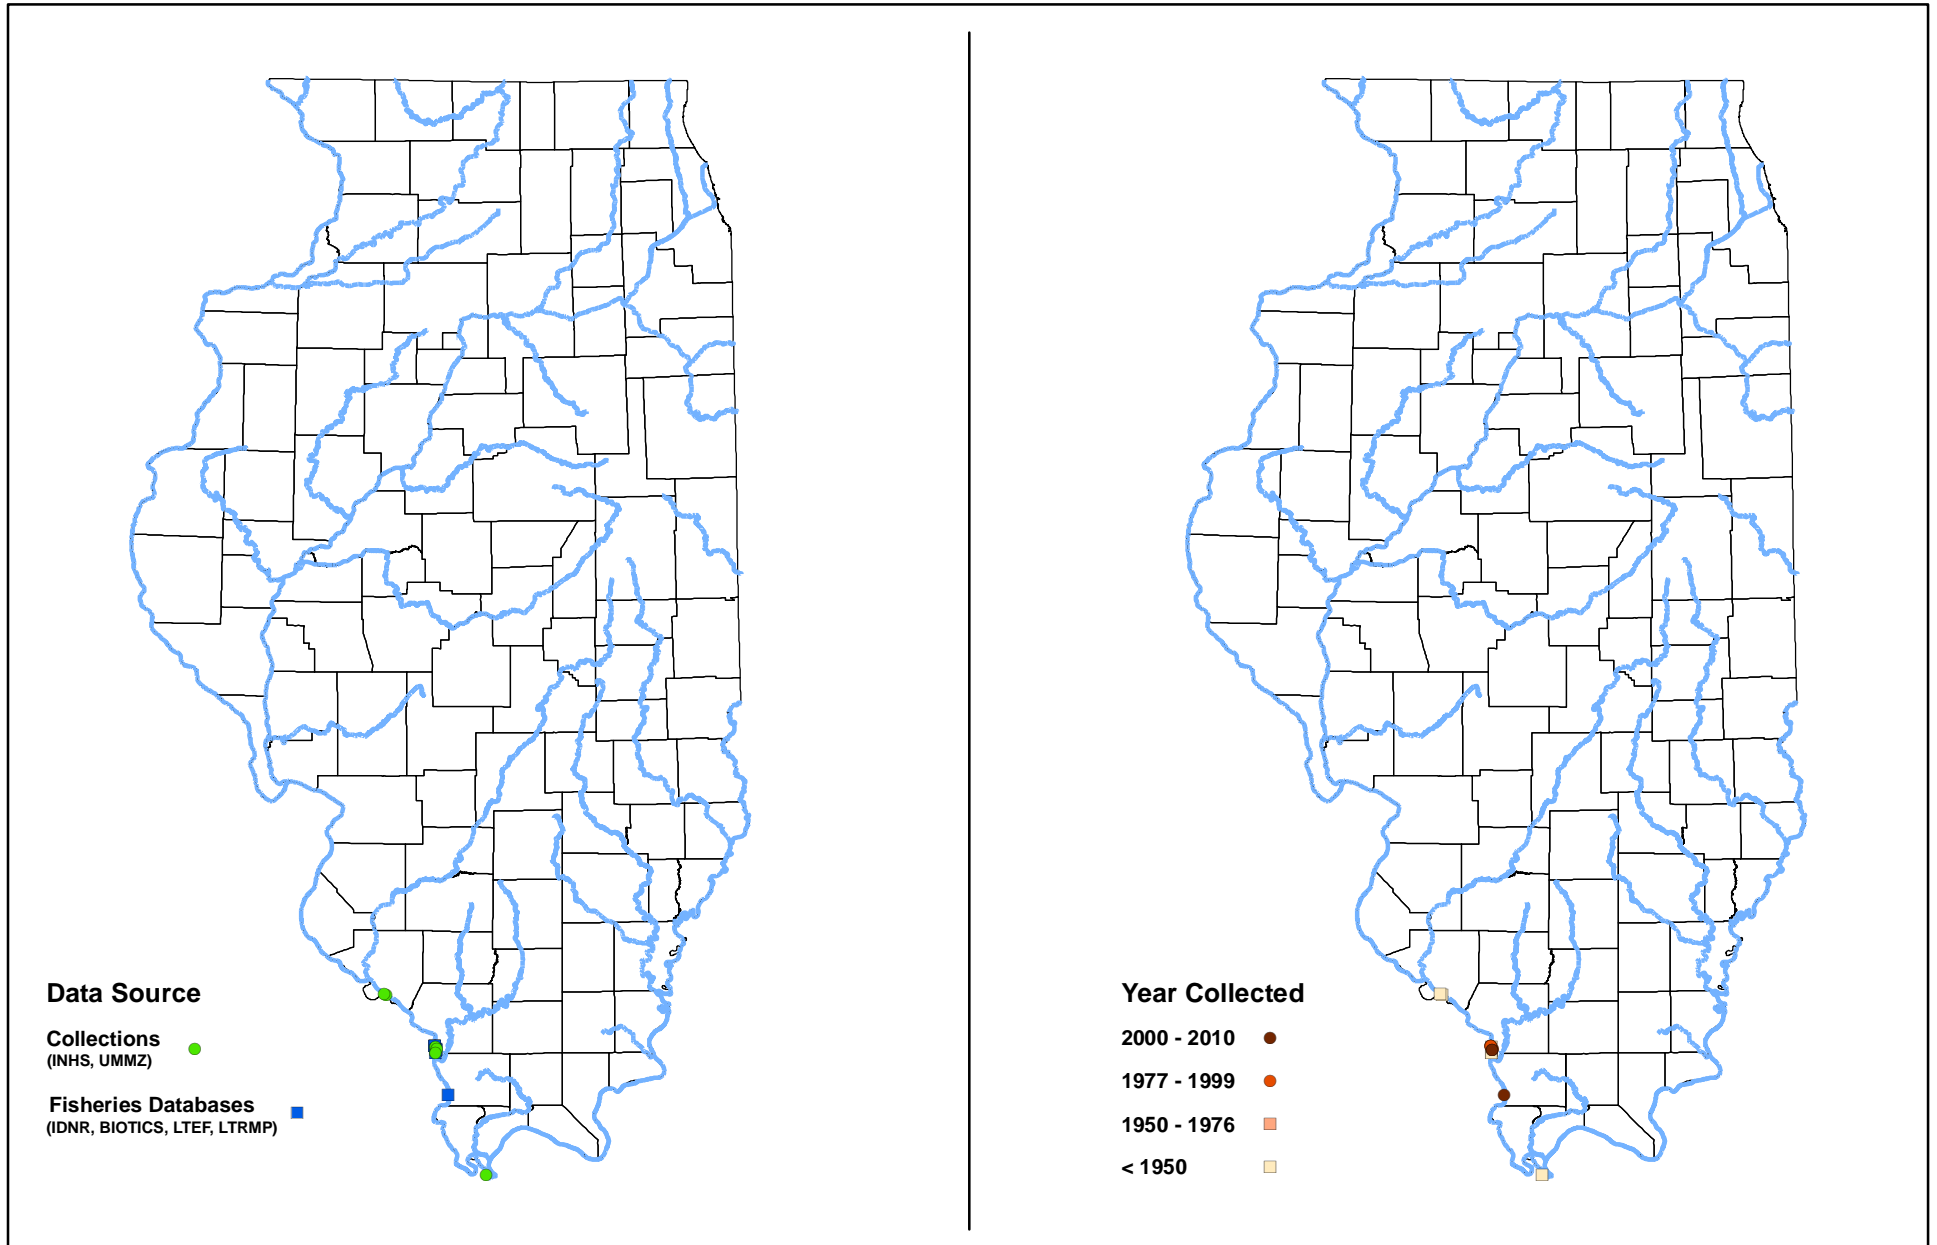 Data Source
Collections
(INHS, UMMZ)
Fisheries Databases
(IDNR, BIOTICS, LTEF, LTRMP)
Year Collected
2000 - 2010
1977 - 1999
1950 - 1976
< 1950